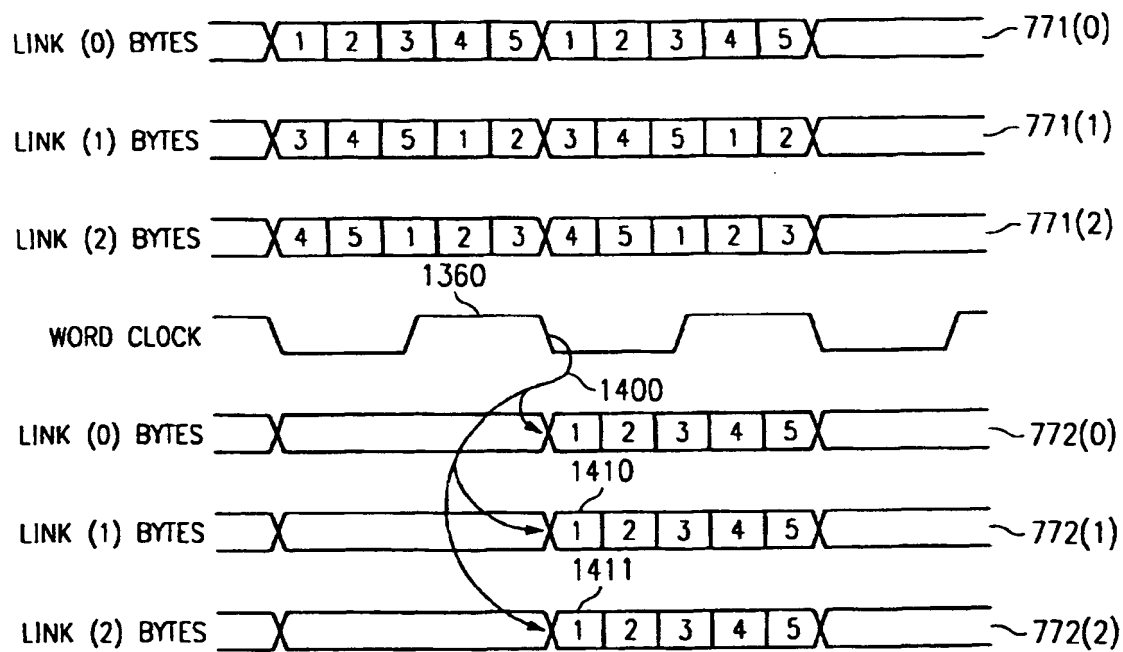 LINK (0) BYTES 1 2 3 4 5 1 2 3 4 5 771(0)
LINK (1) BYTES 3 4 5 1 2 3 4 5 1 2 771(1)
LINK (2) BYTES 4 5 1 2 3 4 5 1 2 3 771(2)
1360
WORD CLOCK
1400
LINK (0) BYTES 1 2 3 4 5 772(0)
1410
LINK (1) BYTES 1 2 3 4 5 772(1)
1411
LINK (2) BYTES 1 2 3 4 5 772(2)